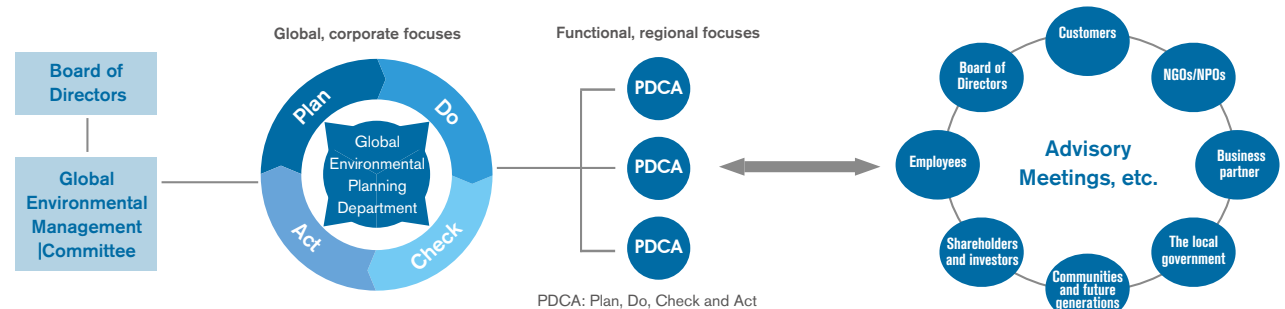 Global, corporate focuses
Functional, regional focuses
Board of
Directors
Global
Environmental
Management
|Committee
Plan
Do
Check
Act
Global
Environmental
Planning
Department
PDCA
PDCA
PDCA
PDCA: Plan, Do, Check and Act
Customers
NGOs/NPOs
Business
partner
The local
government
Communities
and future
generations
Shareholders
and investors
Employees
Board of
Directors
Advisory
Meetings, etc.